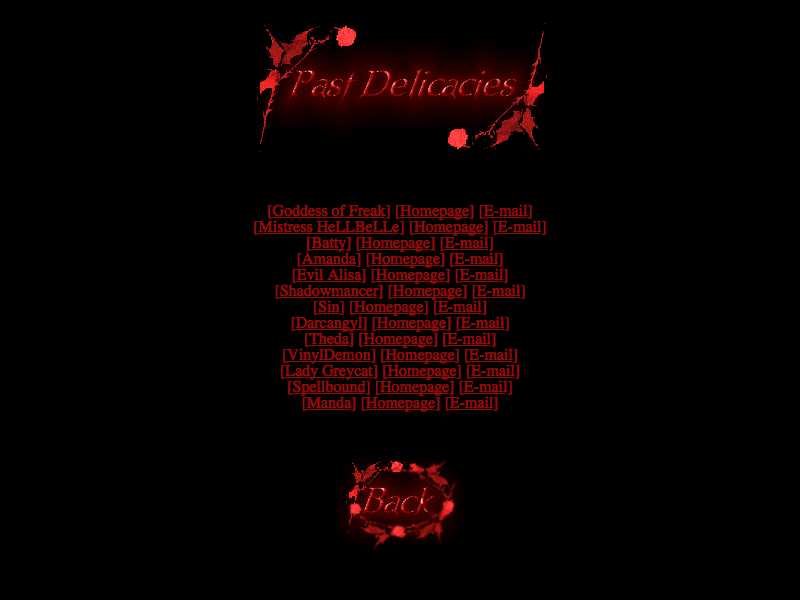 Past Delicacies
[Goddess of Freak] [Homepage] [E-mail]
[Mistress HeLLBeLLe] [Homepage] [E-mail]
[Batty] [Homepage] [E-mail]
[Amanda] [Homepage] [E-mail]
[Evil Alisa] [Homepage] [E-mail]
[Shadowmancer] [Homepage] [E-mail]
[Sin] [Homepage] [E-mail]
[Darcangyl] [Homepage] [E-mail]
[Theda] [Homepage] [E-mail]
[VinylDemon] [Homepage] [E-mail]
[Lady Greycat] [Homepage] [E-mail]
[Spellbound] [Homepage] [E-mail]
[Manda] [Homepage] [E-mail]
Back